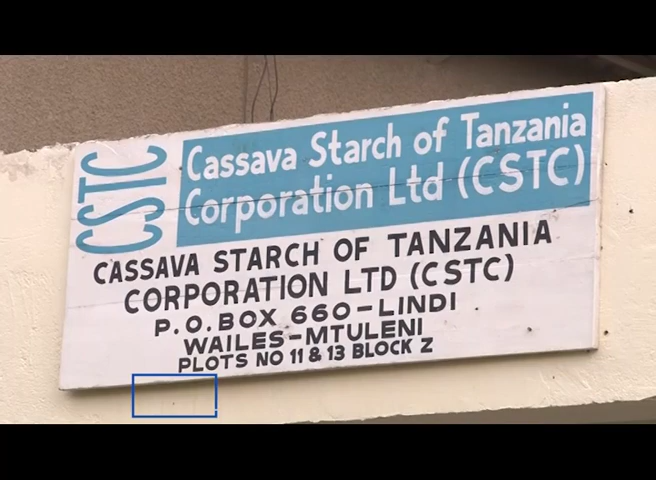 CSTC
Cassava Starch of Tanzania
Corporation Ltd (CSTC)
CASSAVA STARCH OF TANZANIA
CORPORATION LTD (CSTC)
P.O.BOX 660-LINDI
WAILES-MTULENI
PLOTS NO 11 & 13 BLOCK Z